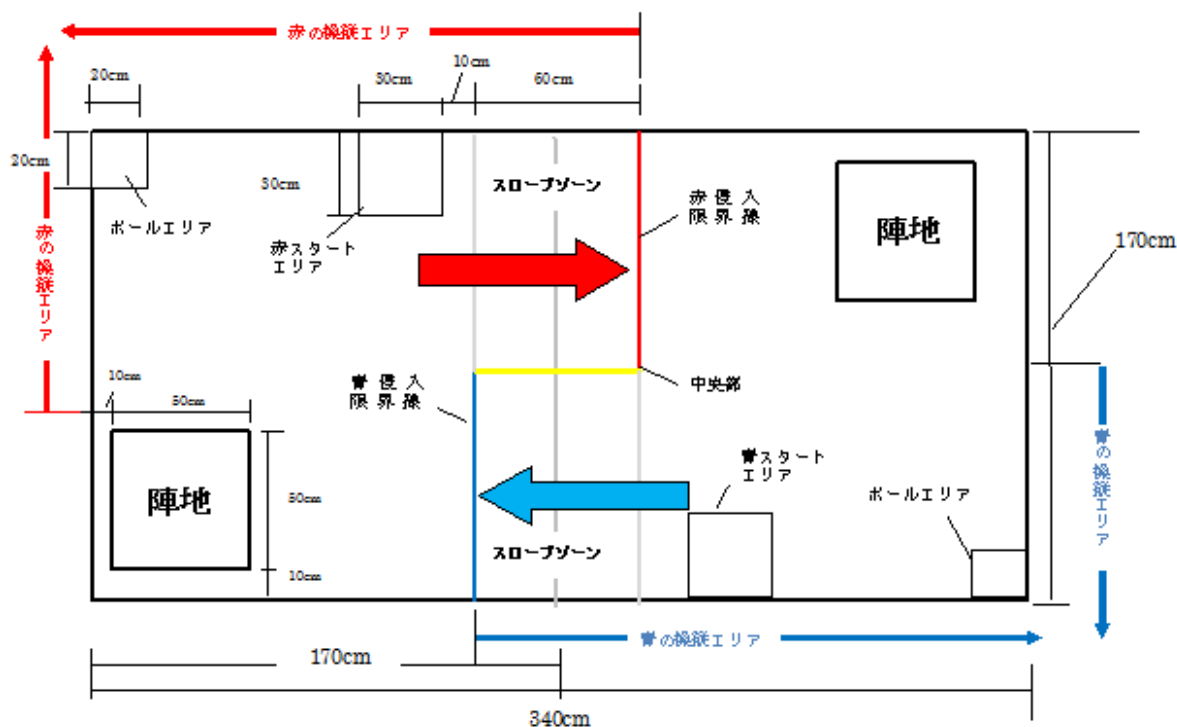 赤の操縦エリア
10cm
20cm
30cm
60cm
20cm
ボールエリア
30cm
赤スタート
エリア
スロープゾーン
赤侵入
限界線
陣地
170cm
赤の操縦エリア
青侵入
限界線
中央部
10cm
50cm
陣地
50cm
10cm
青スタート
エリア
ボールエリア
スロープゾーン
青の操縦エリア
青の操縦エリア
170cm
340cm